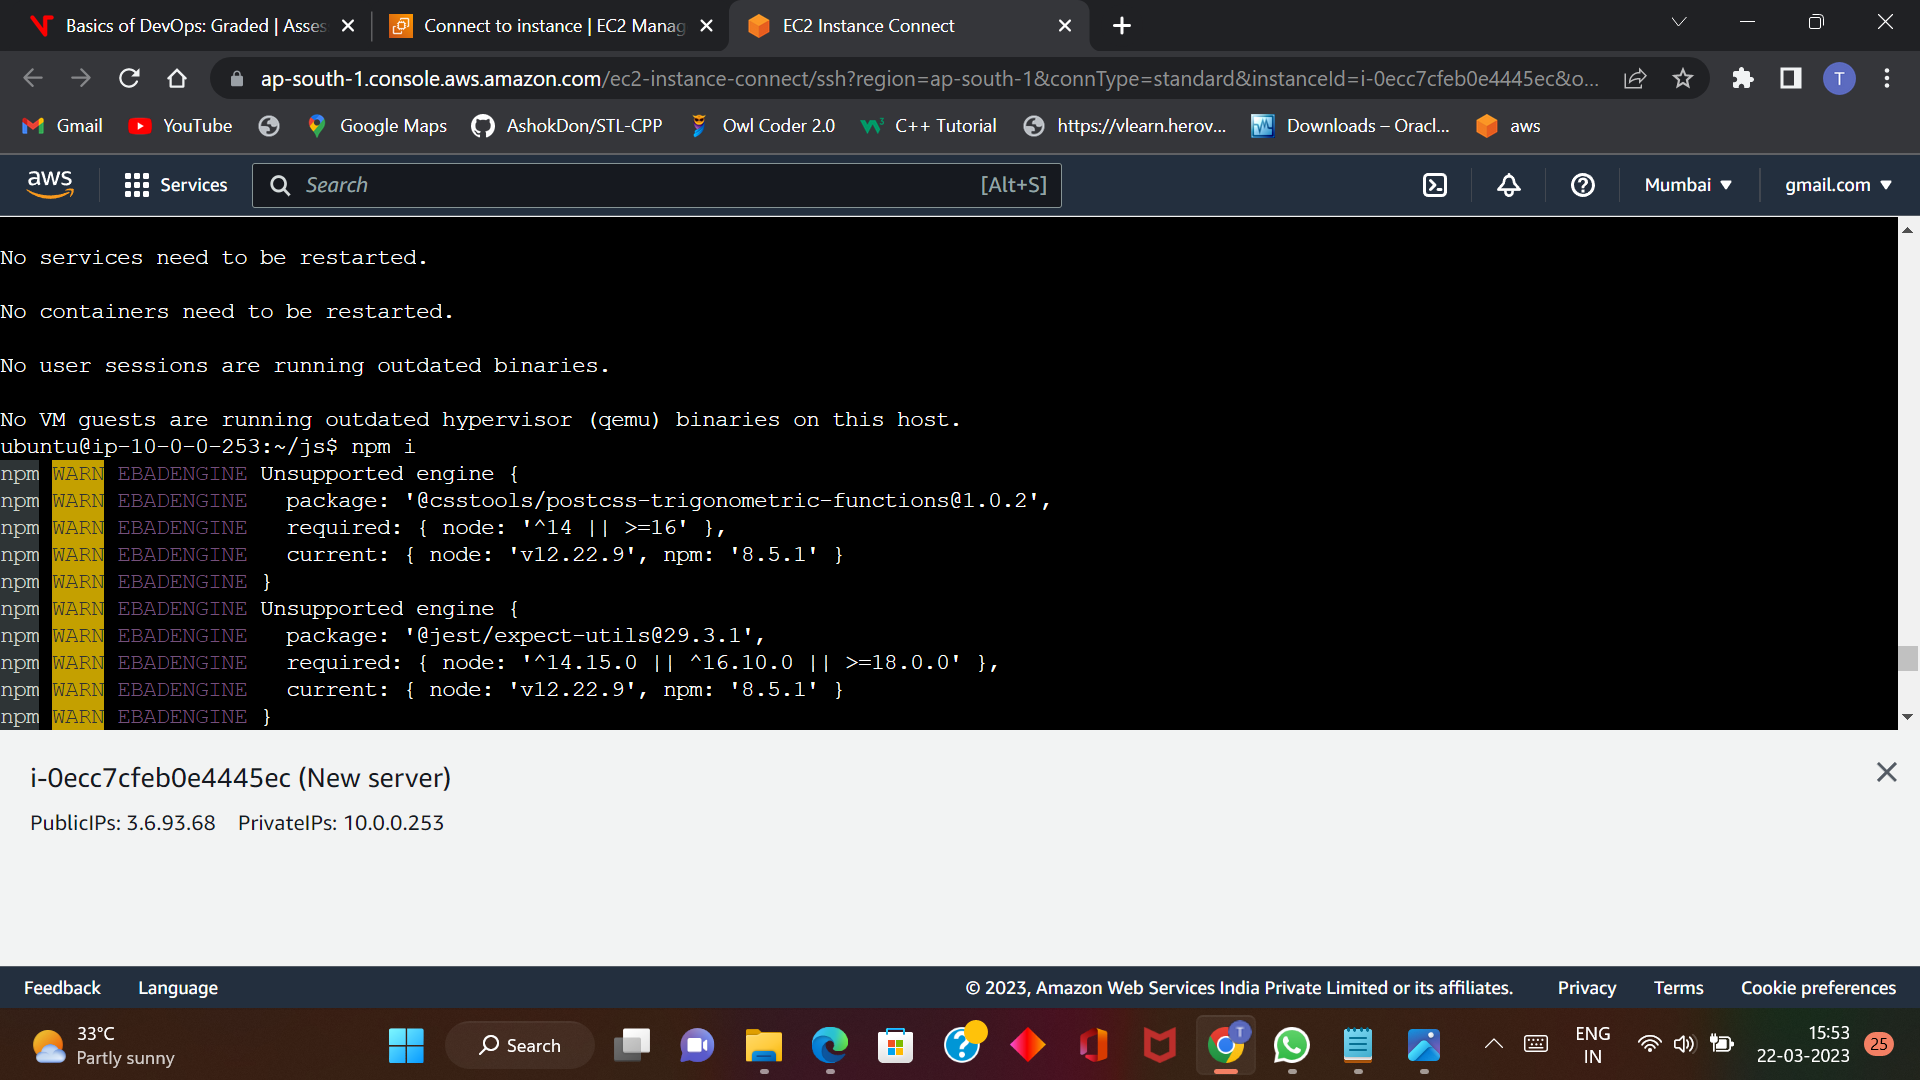 Basics of DevOps: Graded | Asses
Connect to instance | EC2 Manag
EC2 Instance Connect
ap-south-1.console.aws.amazon.com/ec2-instance-connect/ssh?region=ap-south-1&connType=standard&instanceId=i-0ecc7cfeb0e4445ec&o...
T
Gmail
YouTube
Google Maps
AshokDon/STL-CPP
Owl Coder 2.0
C++ Tutorial
https://vlearn.herov...
Downloads – Oracl...
aws
aws
Services
Search
[Alt+S]
Mumbai
gmail.com
No services need to be restarted.
No containers need to be restarted.
No user sessions are running outdated binaries.
No VM guests are running outdated hypervisor (qemu) binaries on this host.
ubuntu@ip-10-0-0-253:~/js$ npm i
npm WARN EBADENGINE Unsupported engine {
npm WARN EBADENGINE   package: '@csstools/postcss-trigonometric-functions@1.0.2',
npm WARN EBADENGINE   required: { node: '^14 || >=16' },
npm WARN EBADENGINE   current: { node: 'v12.22.9', npm: '8.5.1' }
npm WARN EBADENGINE }
npm WARN EBADENGINE Unsupported engine {
npm WARN EBADENGINE   package: '@jest/expect-utils@29.3.1',
npm WARN EBADENGINE   required: { node: '^14.15.0 || ^16.10.0 || >=18.0.0' },
npm WARN EBADENGINE   current: { node: 'v12.22.9', npm: '8.5.1' }
npm WARN EBADENGINE }
i-0ecc7cfeb0e4445ec (New server)
PublicIPs: 3.6.93.68 PrivateIPs: 10.0.0.253
Feedback
Language
© 2023, Amazon Web Services India Private Limited or its affiliates.
Privacy
Terms
Cookie preferences
33°C
Partly sunny
Search
T
ENG
IN
15:53
22-03-2023
25